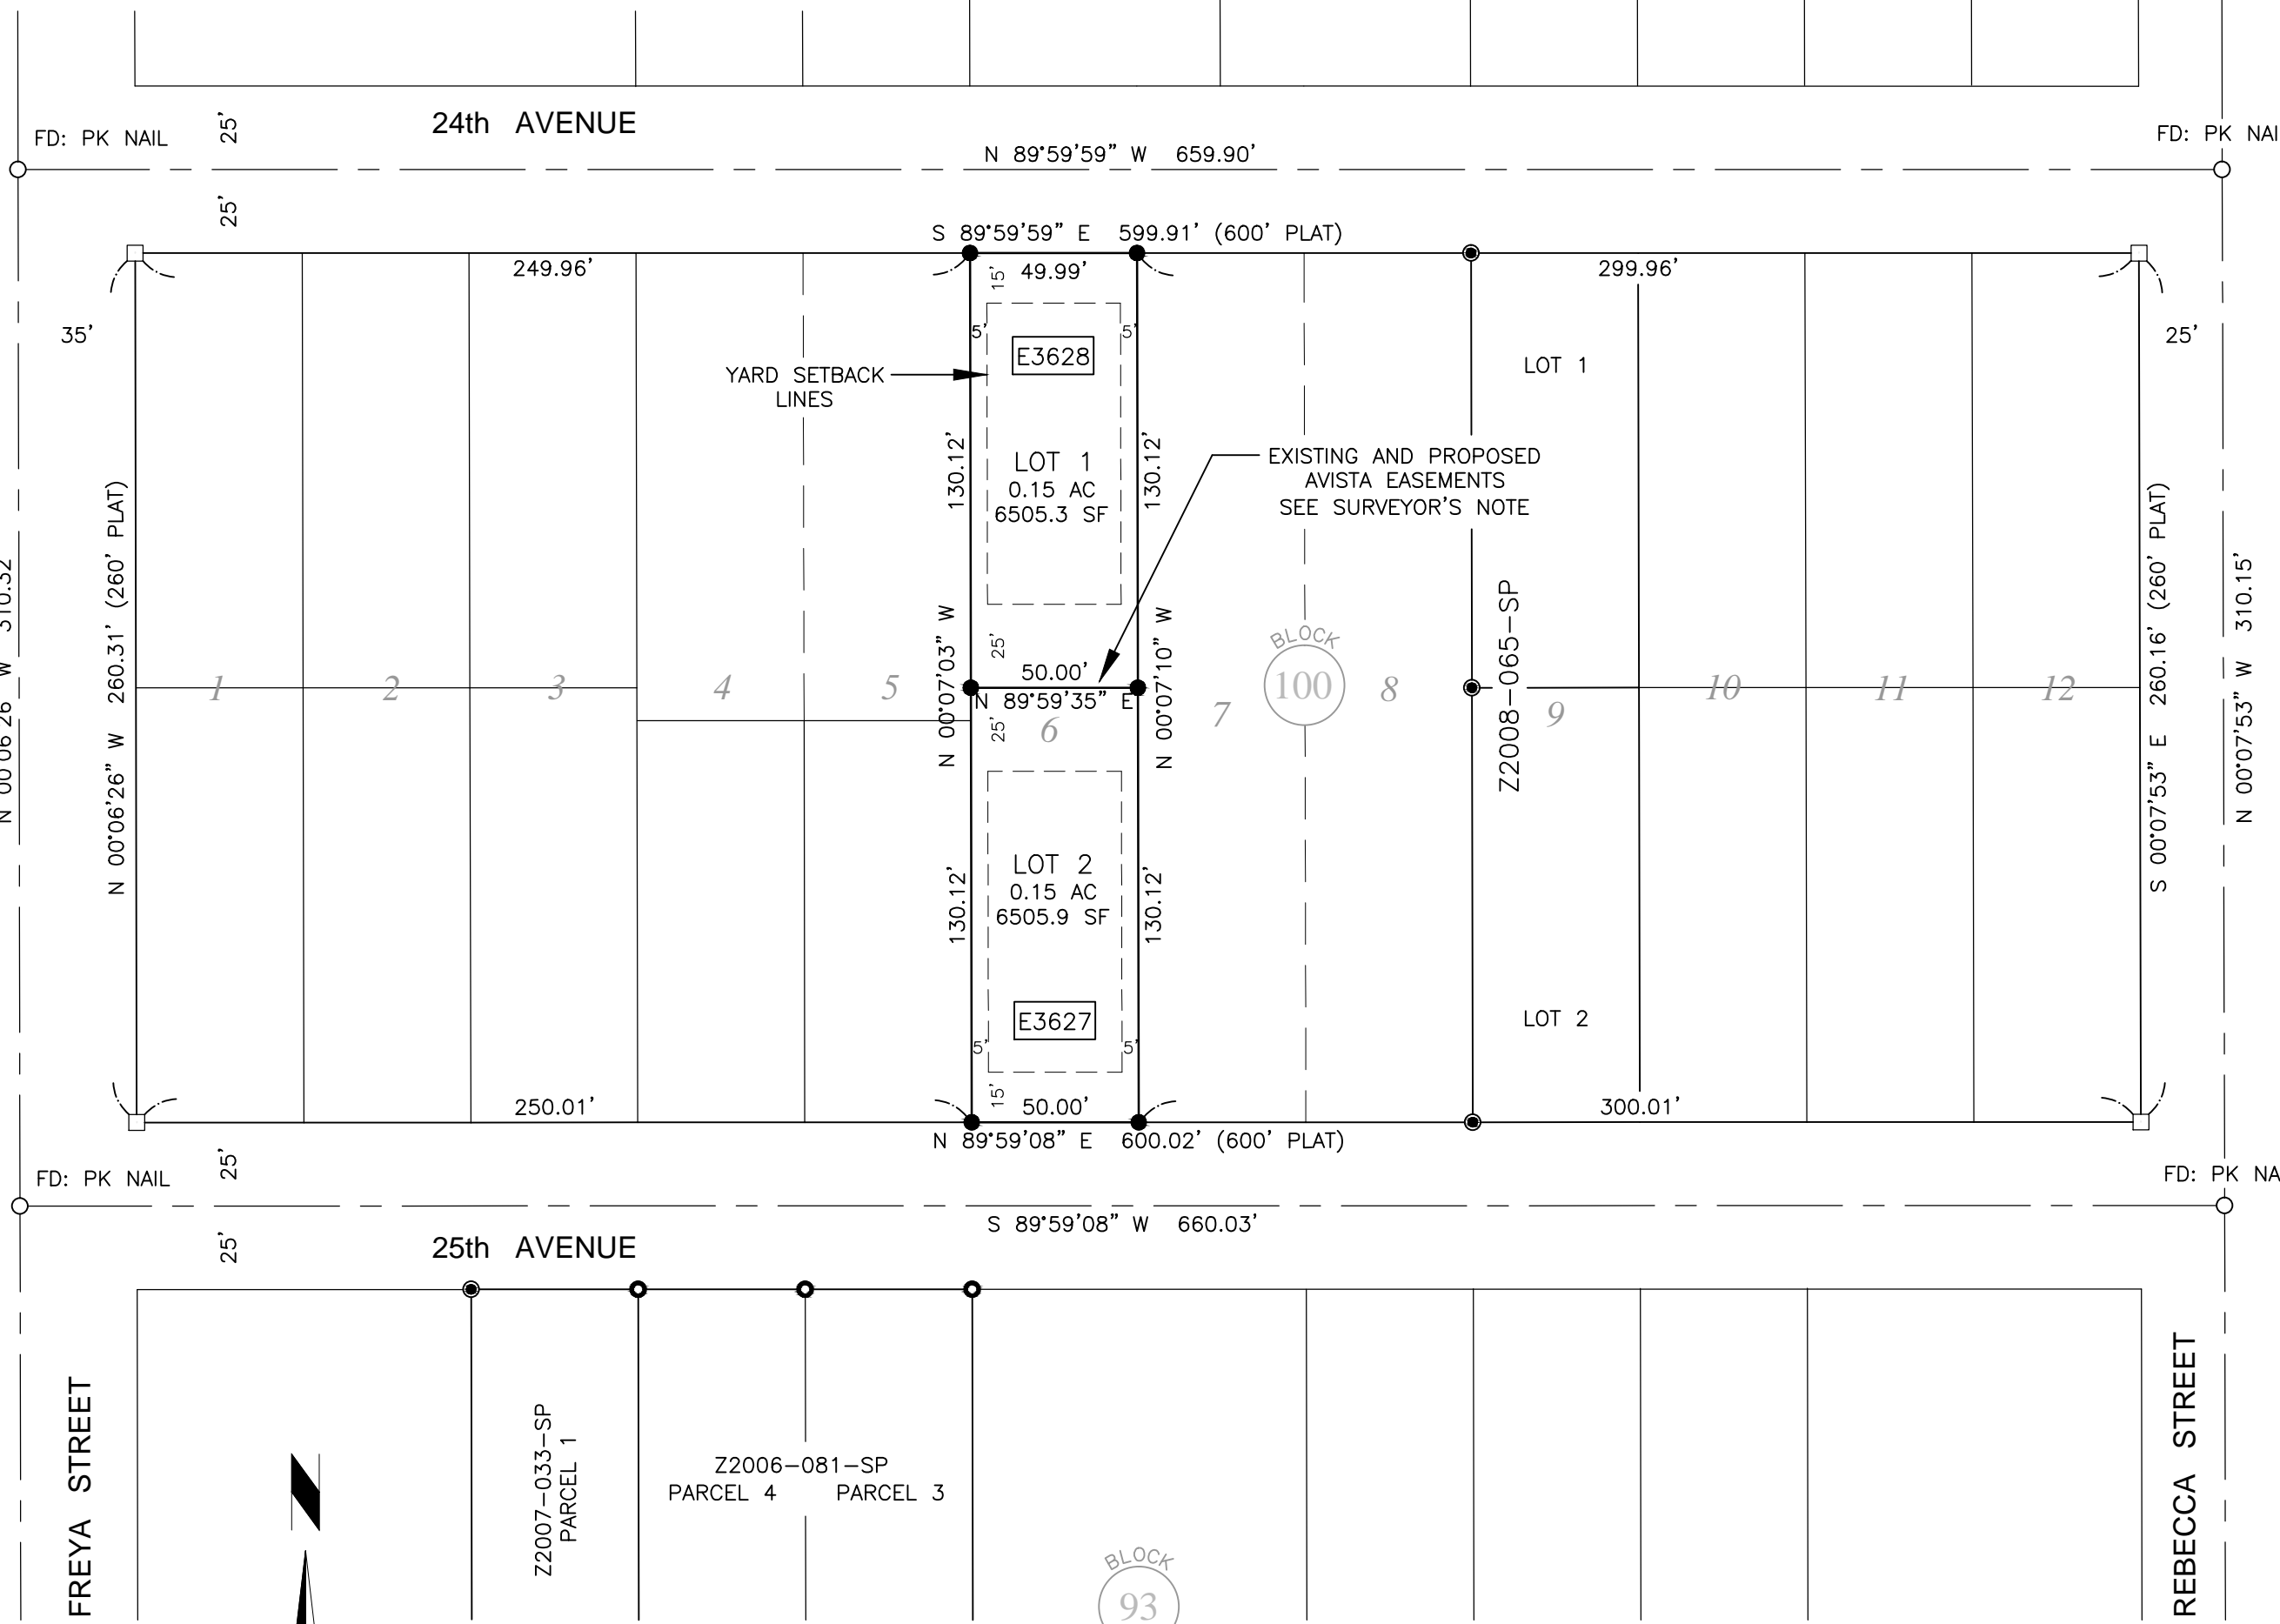 24th AVENUE
25'
FD: PK NAIL
FD: PK NAI
N 89°59'59" W 659.90'
25'
S 89°59'59" E 599.91' (600' PLAT)
249.96'
15'
49.99'
299.96'
35'
5'
5'
25'
E3628
LOT 1
YARD SETBACK
LINES
130.12'
LOT 1
0.15 AC
6505.3 SF
130.12'
EXISTING AND PROPOSED
AVISTA EASEMENTS
SEE SURVEYOR'S NOTE
N 00°06'26" W 310.32'
N 00°06'26" W 260.31' (260' PLAT)
N 00°07'03" W
25'
50.00'
N 89°59'35" E
25'
N 00°07'10" W
BLOCK
100
Z2008-065-SP
S 00°07'53" E 260.16' (260' PLAT)
N 00°07'53" W 310.15'
1
2
3
4
5
6
7
8
9
10
11
12
130.12'
LOT 2
0.15 AC
6505.9 SF
130.12'
E3627
LOT 2
5'
5'
250.01'
15'
50.00'
300.01'
N 89°59'08" E 600.02' (600' PLAT)
25'
FD: PK NAIL
FD: PK NA
S 89°59'08" W 660.03'
25'
25th AVENUE
FREYA STREET
N
Z2007-033-SP
PARCEL 1
Z2006-081-SP
PARCEL 4 PARCEL 3
BLOCK
93
REBECCA STREET